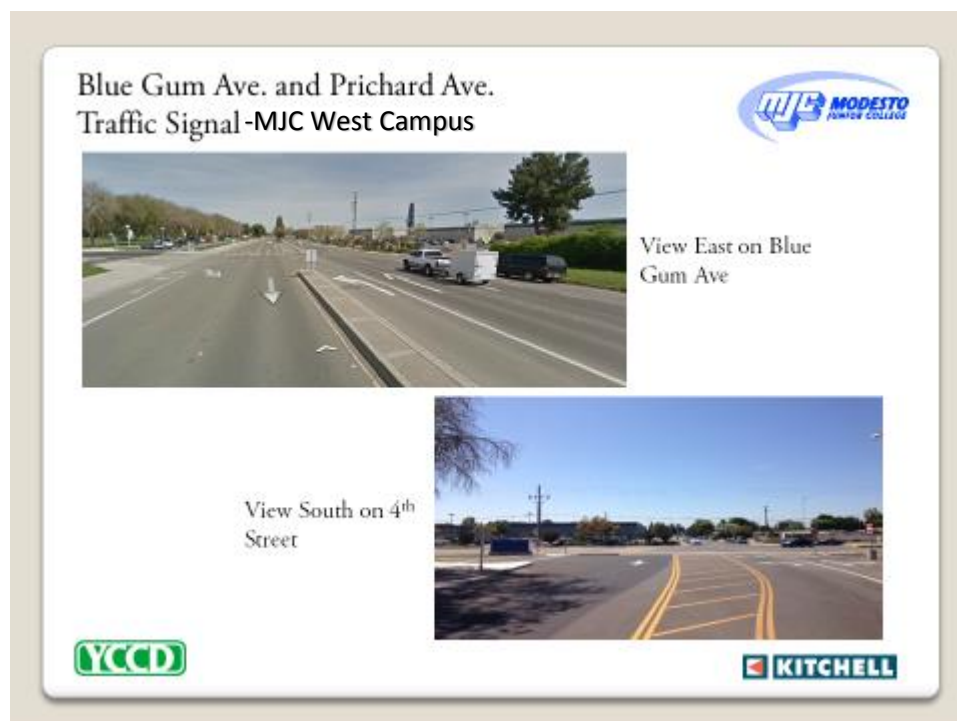 Blue Gum Ave. and Prichard Ave.
Traffic Signal -MJC West Campus
MJC MODESTO
JUNIOR COLLEGE
View East on Blue
Gum Ave
View South on 4th
Street
YCCD
KITCHELL